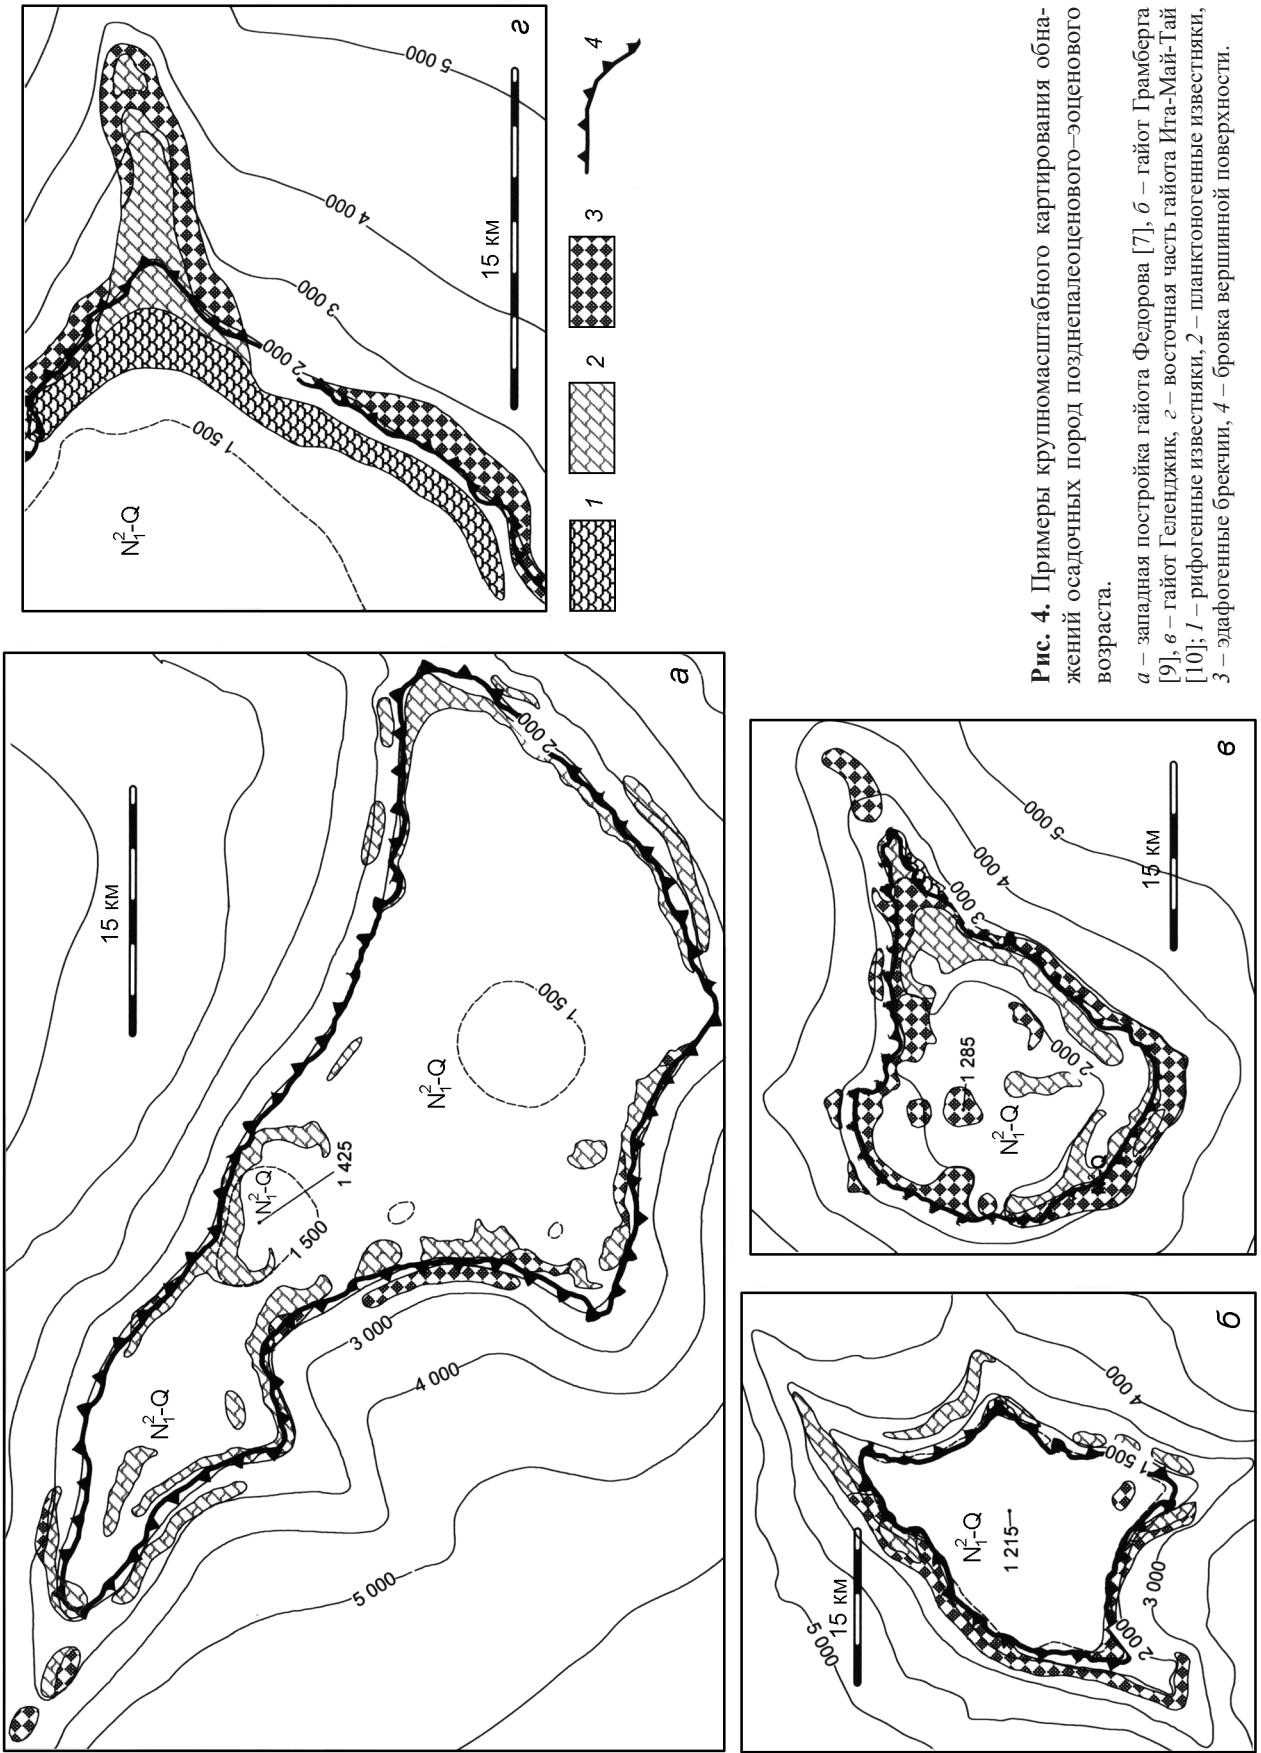 а
15 км
2 000
1 500
N₁²-Q
N₁²-Q
1 425
1 500
N₁²-Q
3 000
4 000
5 000
г
5 000
4 000
3 000
2 000
15 км
1 500
N₁²-Q
1
2
3
4
б
4 000
1 500
N₁²-Q
1 215
3 000
2 000
15 км
5 000
в
5 000
4 000
3 000
15 км
2 000
1 285
N₁²-Q
Рис. 4. Примеры крупномасштабного картирования обна-
жений осадочных пород позднепалеоценового–эоценового
возраста.
а – западная постройка гайота Федорова [7], б – гайот Грамберга
[9], в – гайот Геленджик, г – восточная часть гайота Ита-Май-Тай
[10]; 1 – рифогенные известняки, 2 – планктоногенные известняки,
3 – эдафогенные брекчии, 4 – бровка вершинной поверхности.